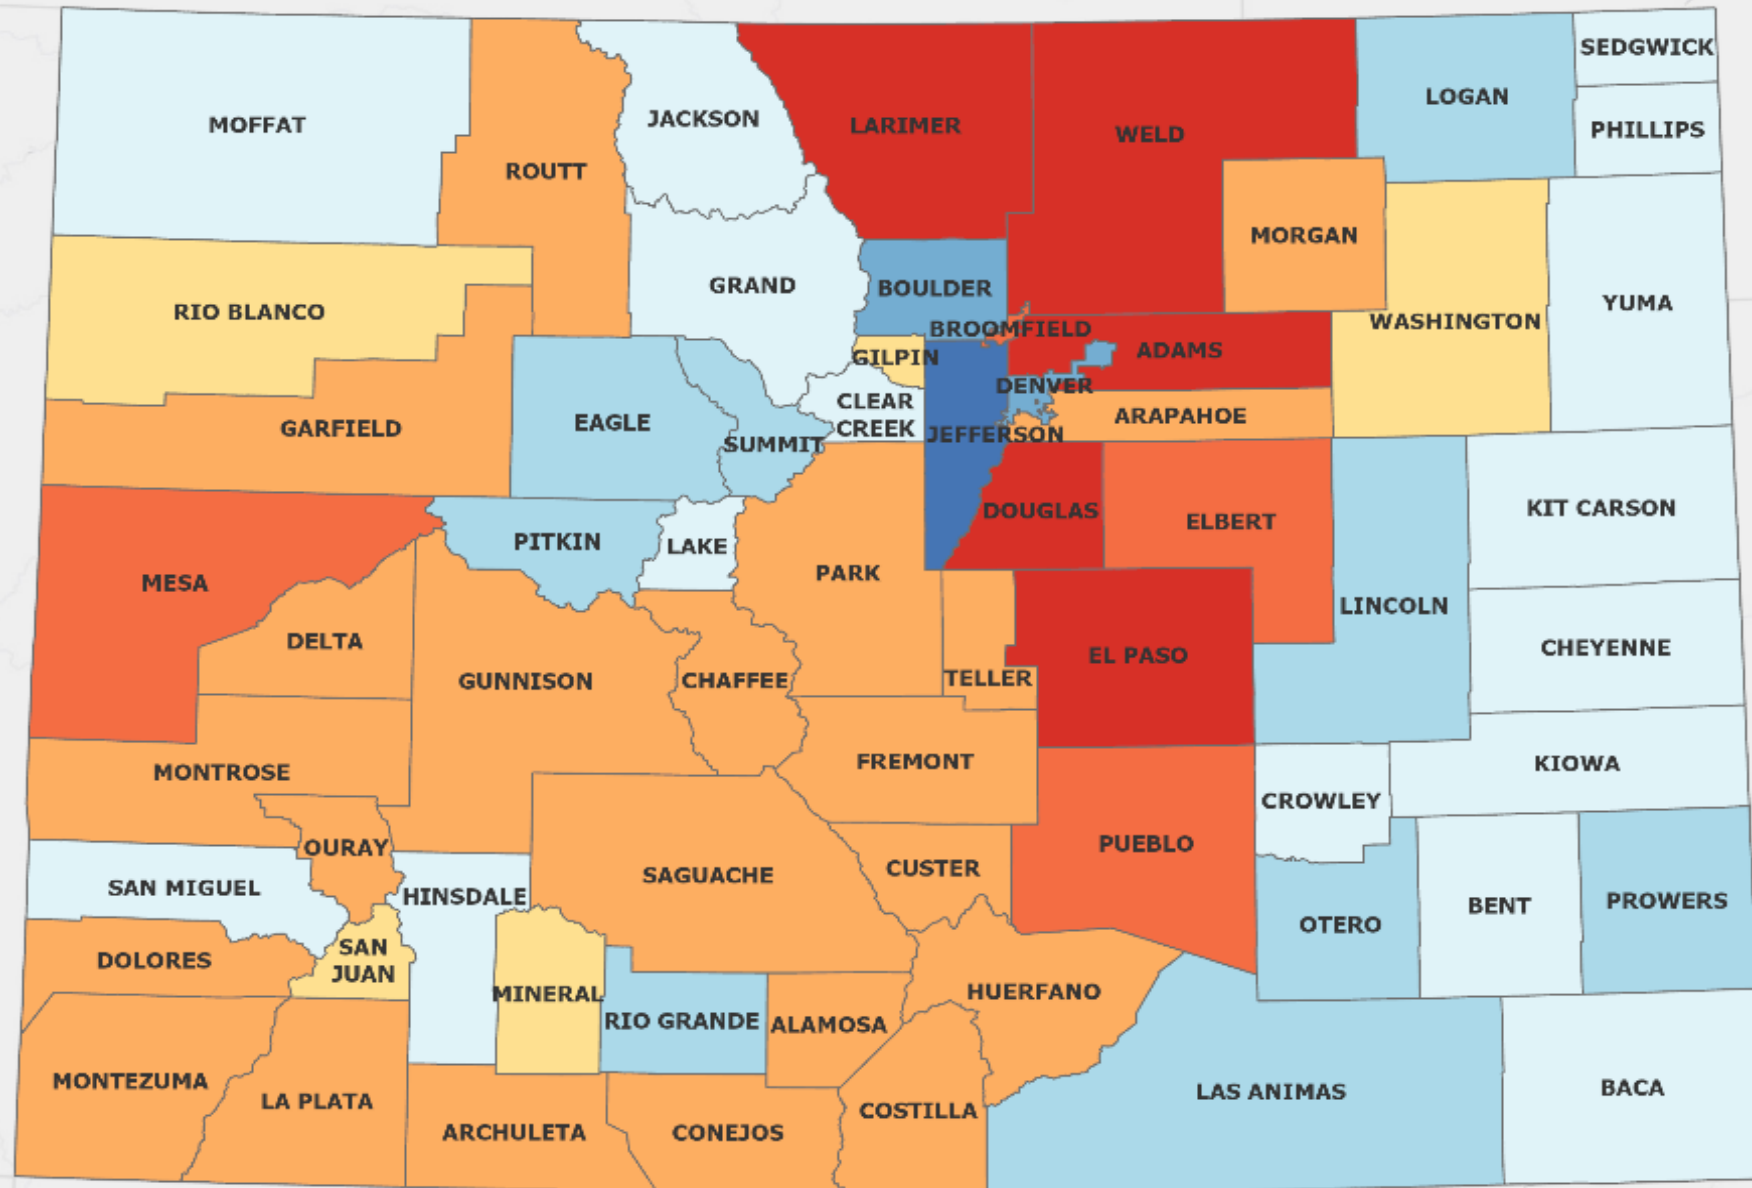 SEDGWICK
LOGAN
JACKSON
MOFFAT
LARIMER
PHILLIPS
WELD
ROUTT
MORGAN
GRAND
BOULDER
YUMA
RIO BLANCO
WASHINGTON
BROOMFIELD
ADAMS
GILPIN
DENVER
CLEAR
CREEK
ARAPAHOE
EAGLE
GARFIELD
JEFFERSON
SUMMIT
KIT CARSON
DOUGLAS
ELBERT
PITKIN
LAKE
PARK
MESA
LINCOLN
DELTA
CHEYENNE
EL PASO
TELLER
GUNNISON
CHAFFEE
FREMONT
KIOWA
MONTROSE
CROWLEY
PUEBLO
OURAY
CUSTER
SAGUACHE
SAN MIGUEL
HINSDALE
PROWERS
BENT
OTERO
SAN
JUAN
DOLORES
HUERFANO
MINERAL
RIO GRANDE
ALAMOSA
MONTEZUMA
BACA
LAS ANIMAS
LA PLATA
COSTILLA
ARCHULETA
CONEJOS